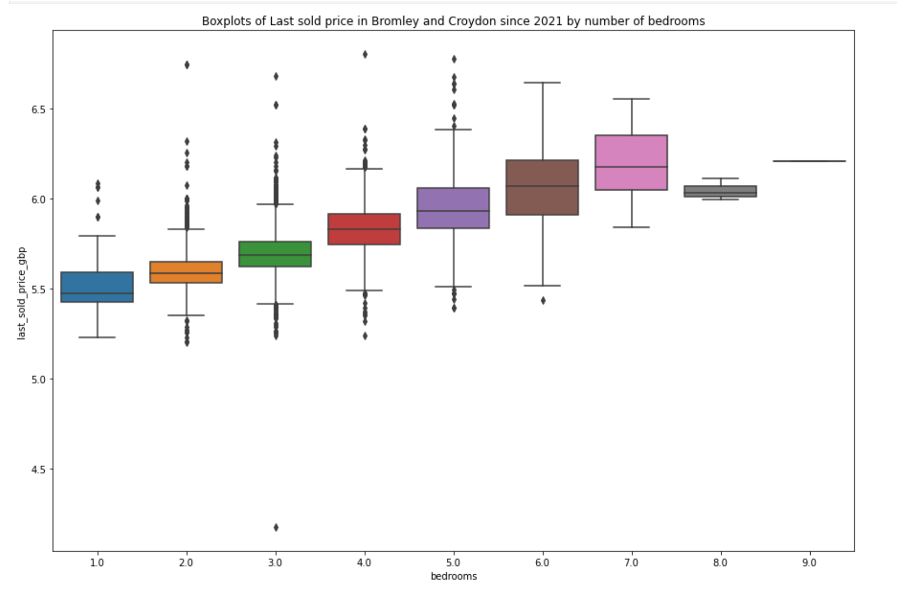 Boxplots of Last sold price in Bromley and Croydon since 2021 by number of bedrooms
last_sold_price_gbp
6.5
6.0
5.5
5.0
4.5
1.0 2.0 3.0 4.0 5.0 6.0 7.0 8.0 9.0
bedrooms